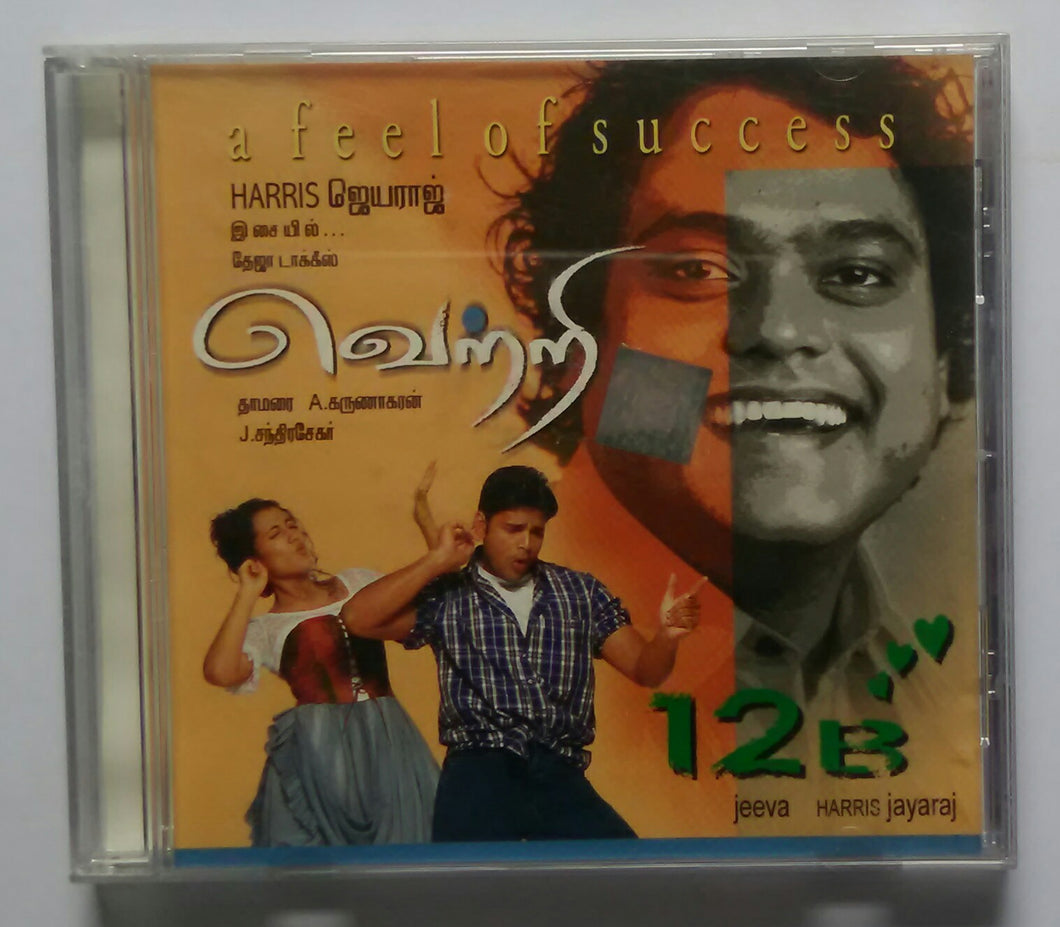 a feel of success
HARRIS ஜெயராஜ்
இசையில்...
தேஜா டாக்கீஸ்
வெற்றி
தாமரை A.கருணாகரன்
J.சந்திரசேகர்
12B
jeeva HARRIS jayaraj